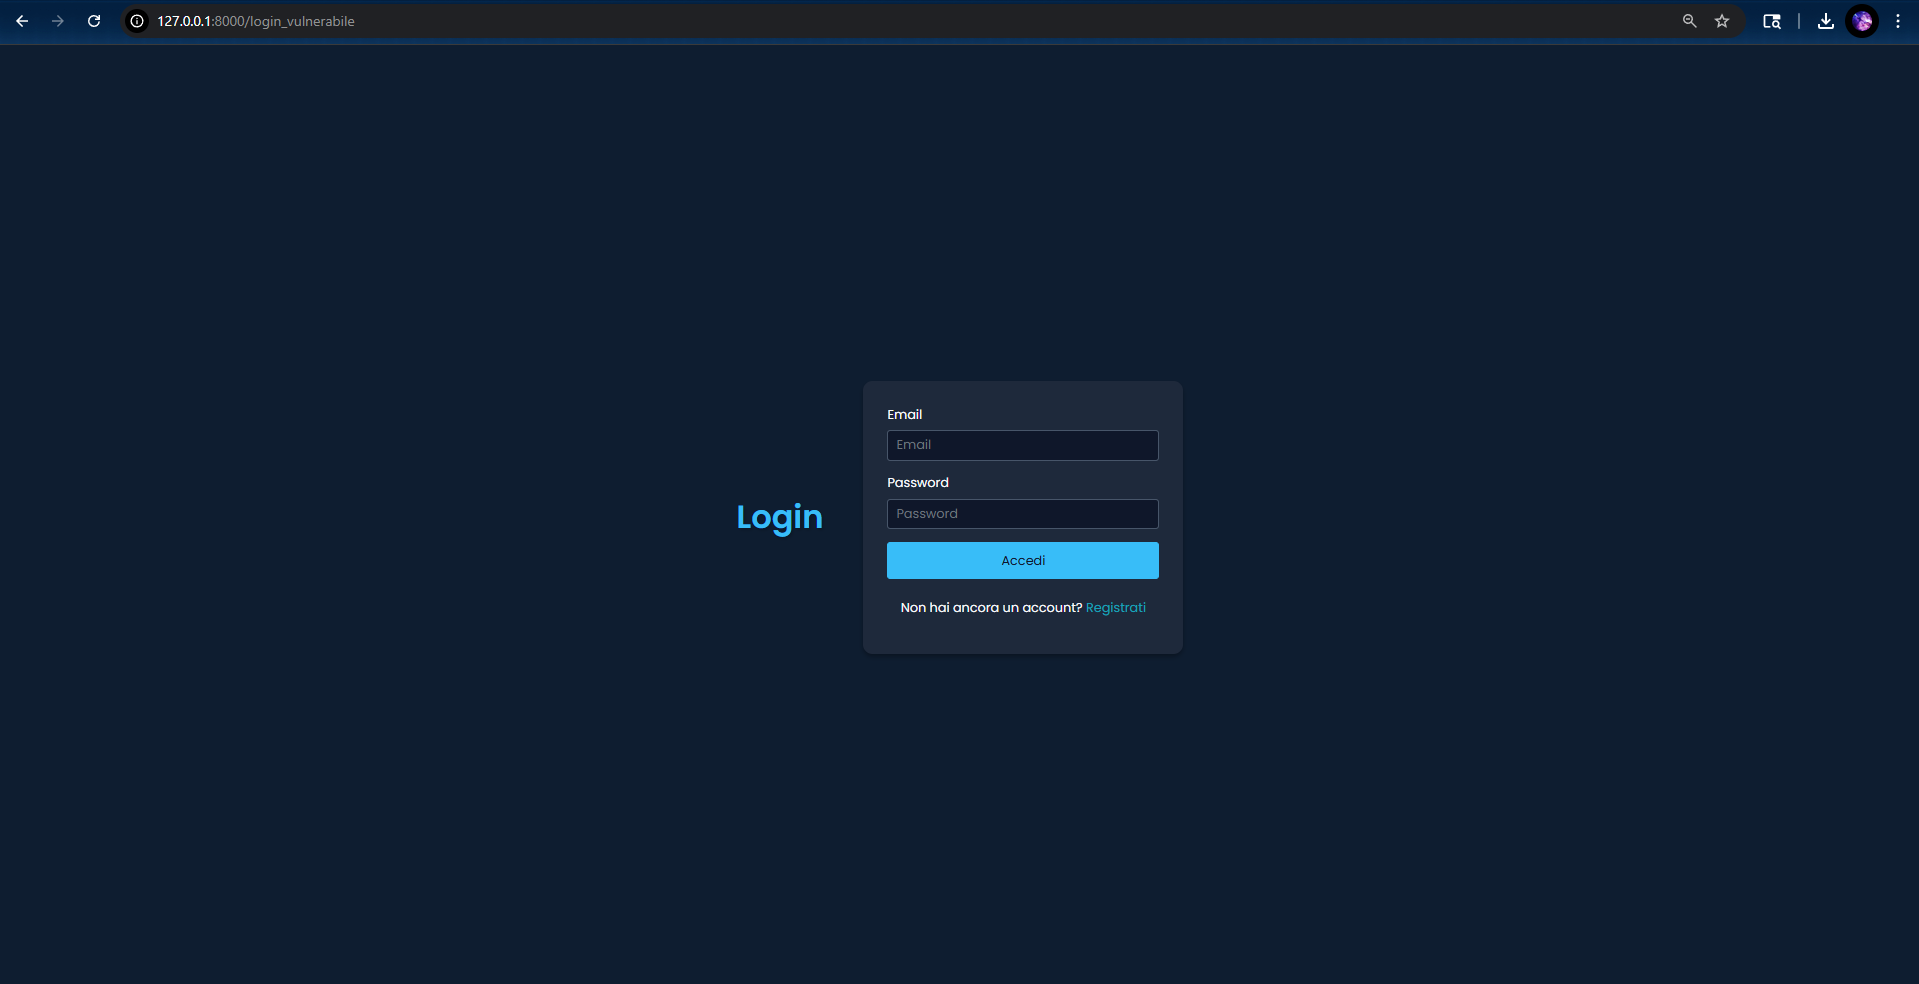 127.0.0.1:8000/login_vulnerabile
Login
Email
Email
Password
Password
Accedi
Non hai ancora un account? Registrati